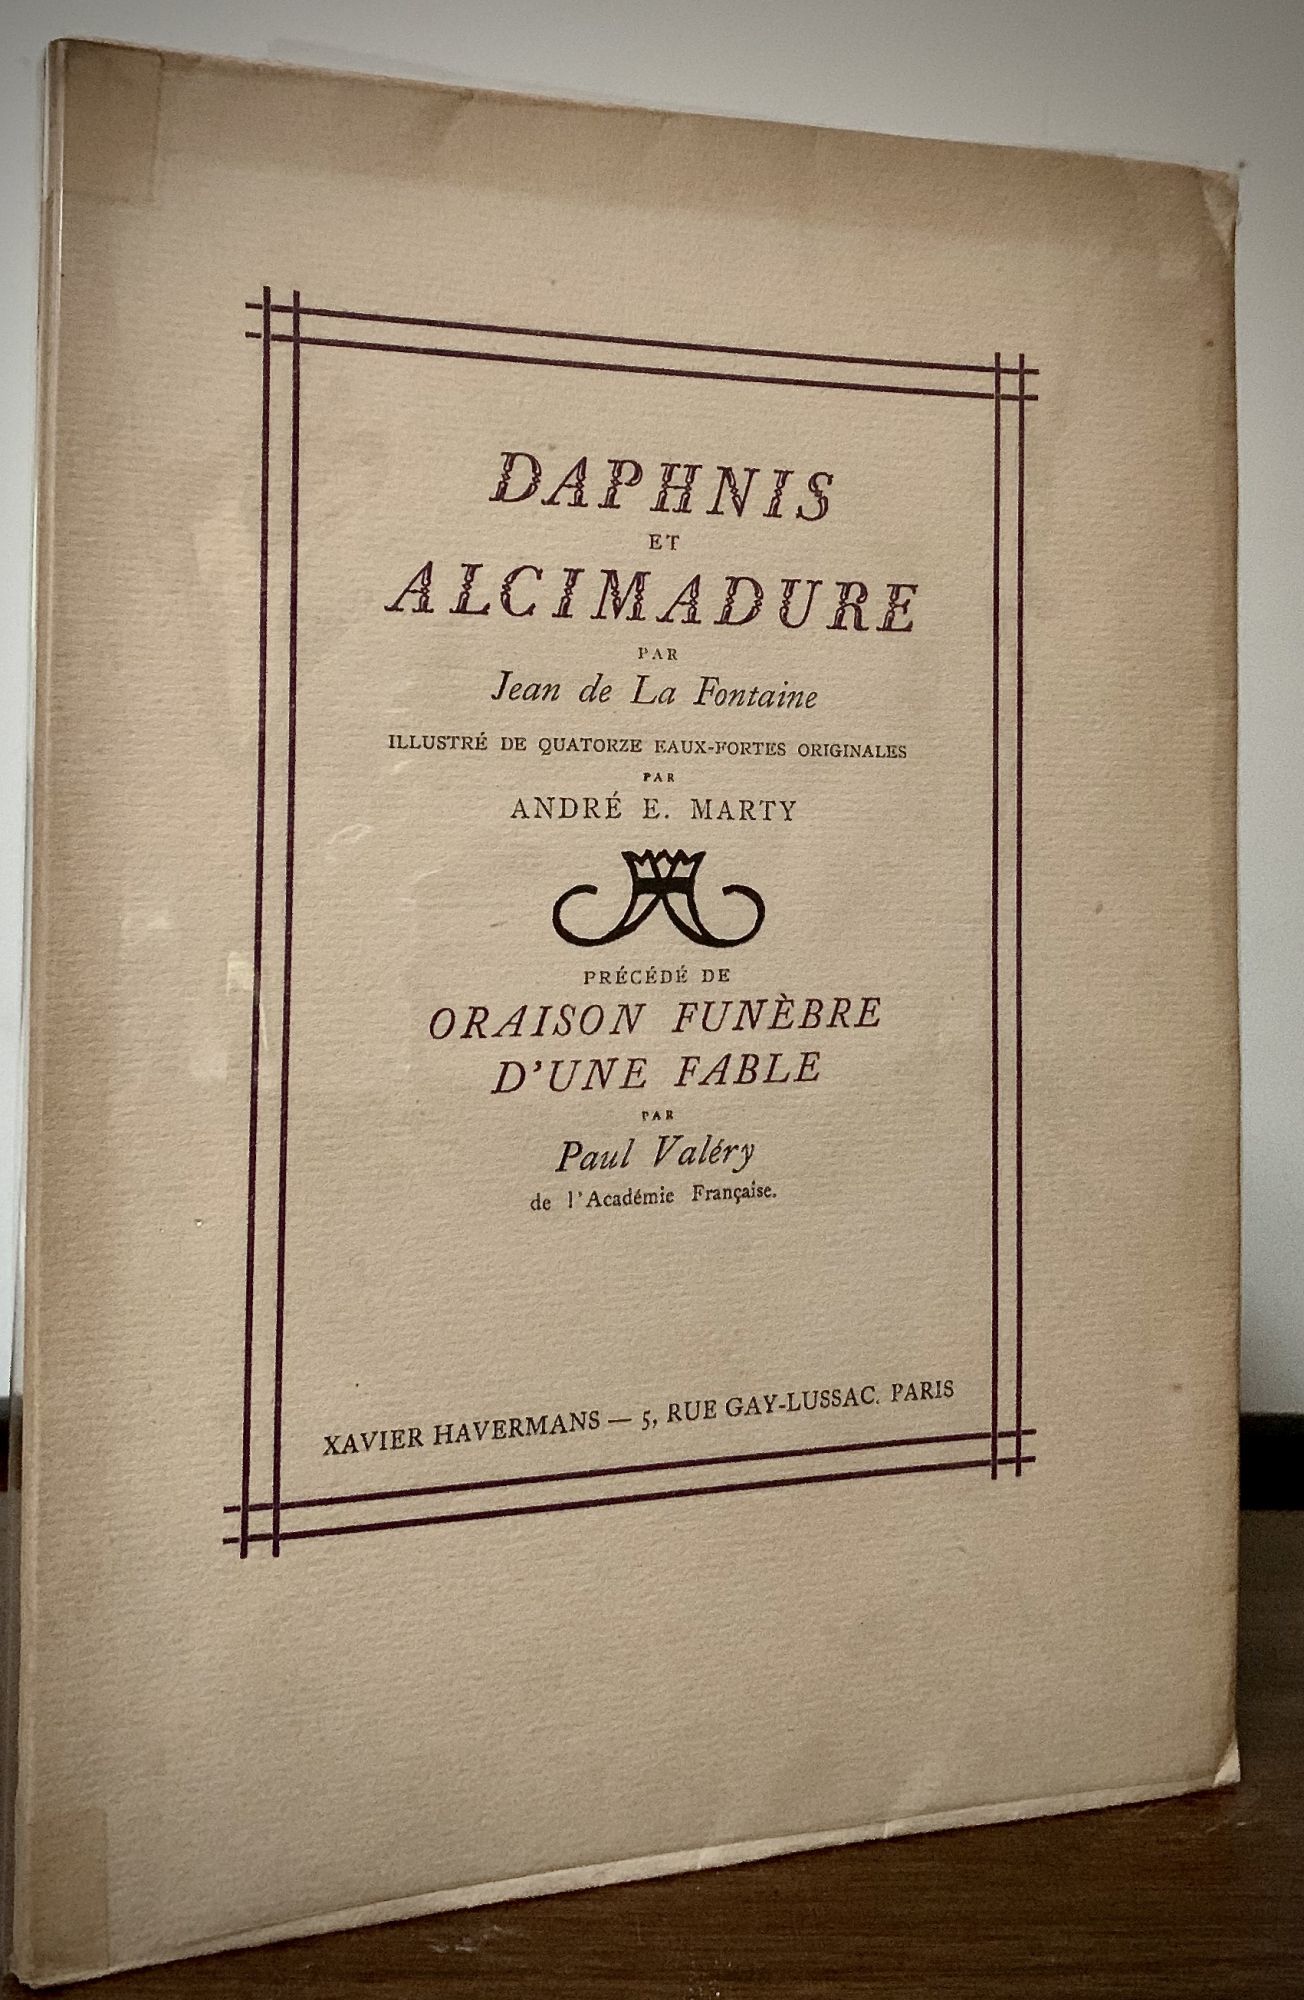 DAPHNIS
ET
ALCIMADURE
PAR
Jean de La Fontaine
ILLUSTRÉ DE QUATORZE EAUX-FORTES ORIGINALES
PAR
ANDRÉ E. MARTY
PRÉCÉDÉ DE
ORAISON FUNÈBRE
D'UNE FABLE
PAR
Paul Valéry
de l'Académie Française.
XAVIER HAVERMANS — 5, RUE GAY-LUSSAC. PARIS